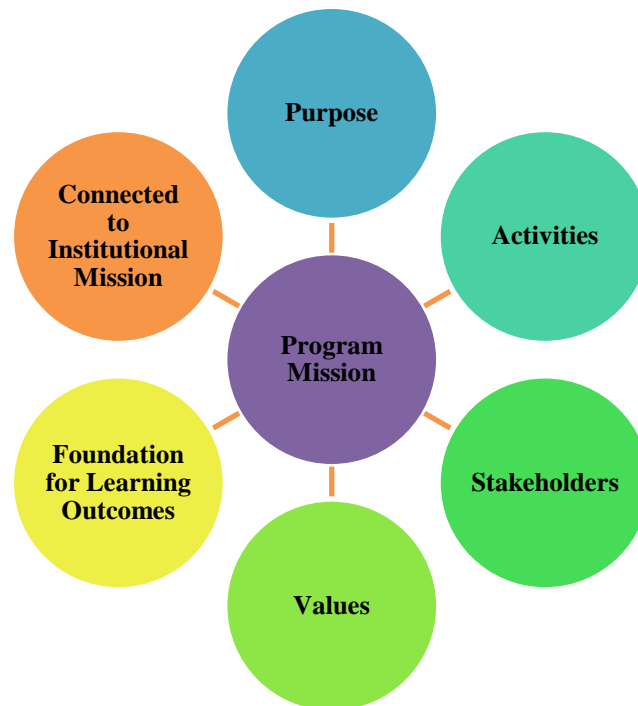 Purpose
Connected
to
Institutional
Mission
Activities
Program
Mission
Foundation
for Learning
Outcomes
Stakeholders
Values